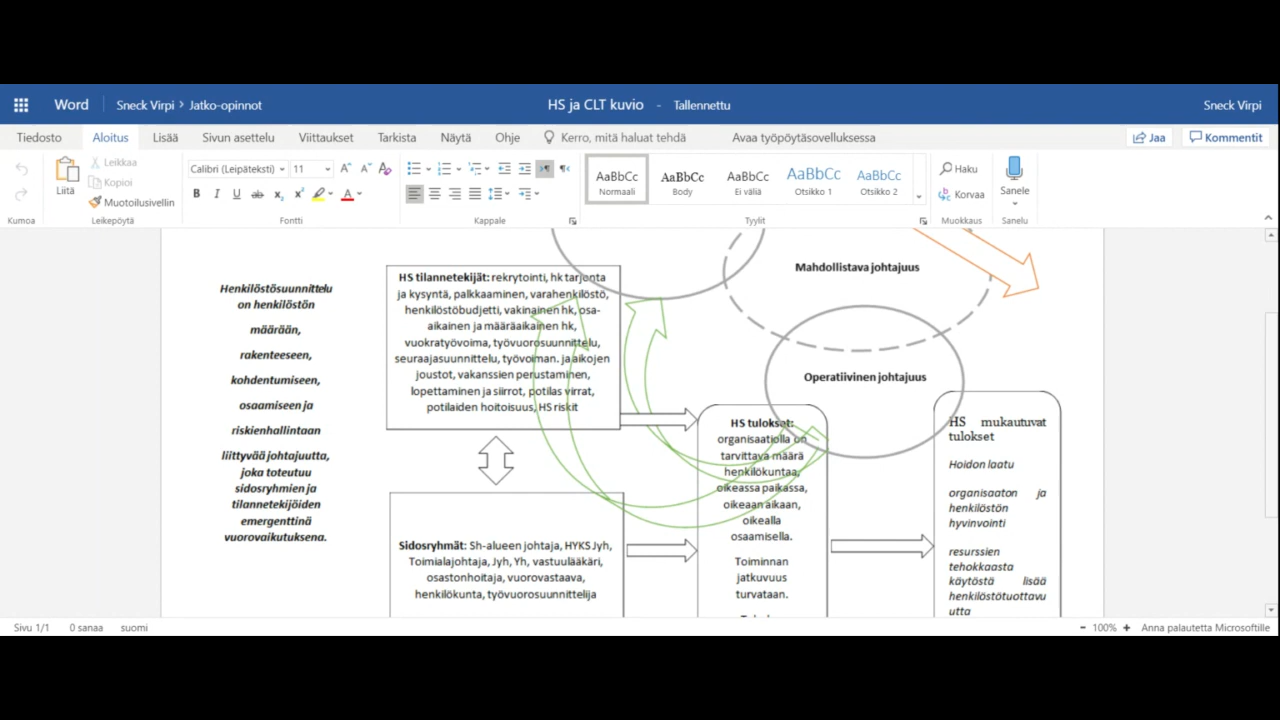 Word Sneck Virpi > Jatko-opinnot HS ja CLT kuvio - Tallennettu Sneck Virpi
Tiedosto Aloitus Lisää Sivun asettelu Viittaukset Tarkista Näytä Ohje Kerro, mitä haluat tehdä Avaa työpöytäsovelluksessa Jaa Kommentit
Leikkaa
Kopioi
Muotoilusivellin
Liitä
Calibri (Leipäteksti) 11
B I U ab x₂ x²
AaBbCc AaBbCc AaBbCc AaBbCc AaBbCc
Normaali Body Ei väliä Otsikko 1 Otsikko 2
Haku
Korvaa
Sanele
Kumoa Leikepöytä Fontti Kappale Tyylit Muokkaus Sanelu
Henkilöstösuunnittelu
on henkilöstön
määrään,
rakenteeseen,
kohdentumiseen,
osaamiseen ja
riskienhallintaan
liittyvää johtajuutta,
joka toteutuu
sidosryhmien ja
tilannetekijöiden
emergenttinä
vuorovaikutuksena.
HS tilannetekijät: rekrytointi, hk tarjonta
ja kysyntä, palkkaaminen, varahenkilöstö,
henkilöstöbudjetti, vakinainen hk, osa-
aikainen ja määräaikainen hk,
vuokratyövoima, työvuorosuunnittelu,
seuraajasuunnittelu, työvoiman. ja aikojen
joustot, vakanssien perustaminen,
lopettaminen ja siirrot, potilas virrat,
potilaiden hoitoisuus, HS riskit
Sidosryhmät: Sh-alueen johtaja, HYKS Jyh,
Toimialajohtaja, Jyh, Yh, vastuulääkäri,
osastonhoitaja, vuorovastaava,
henkilökunta, työvuorosuunnittelija
Mahdollistava johtajuus
Operatiivinen johtajuus
HS tulokset:
organisaatiolla on
tarvittava määrä
henkilökuntaa,
oikeassa paikassa,
oikeaan aikaan,
oikealla
osaamisella.
Toiminnan
jatkuvuus
turvataan.
HS mukautuvat
tulokset
Hoidon laatu
organisaaton ja
henkilöstön
hyvinvointi
resurssien
tehokkaasta
käytöstä lisää
henkilöstötuottavu
utta
Sivu 1/1 0 sanaa suomi - 100% + Anna palautetta Microsoftille